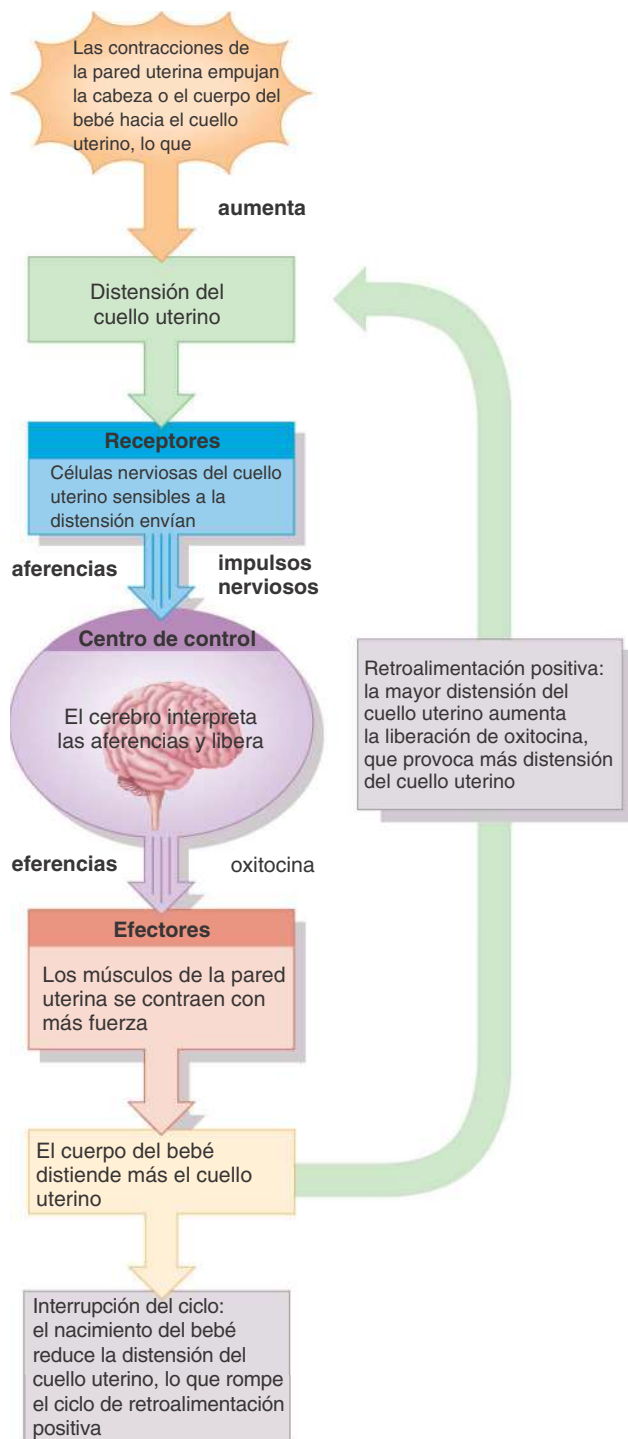 Las contracciones de
la pared uterina empujan
la cabeza o el cuerpo del
bebé hacia el cuello
uterino, lo que
aumenta
Distensión del
cuello uterino
Receptores
Células nerviosas del cuello
uterino sensibles a la
distensión envían
aferencias
impulsos
nerviosos
Centro de control
El cerebro interpreta
las aferencias y libera
Retroalimentación positiva:
la mayor distensión del
cuello uterino aumenta
la liberación de oxitocina,
que provoca más distensión
del cuello uterino
eferencias
oxitocina
Efectores
Los músculos de la pared
uterina se contraen con
más fuerza
El cuerpo del bebé
distiende más el cuello
uterino
Interrupción del ciclo:
el nacimiento del bebé
reduce la distensión del
cuello uterino, lo que rompe
el ciclo de retroalimentación
positiva